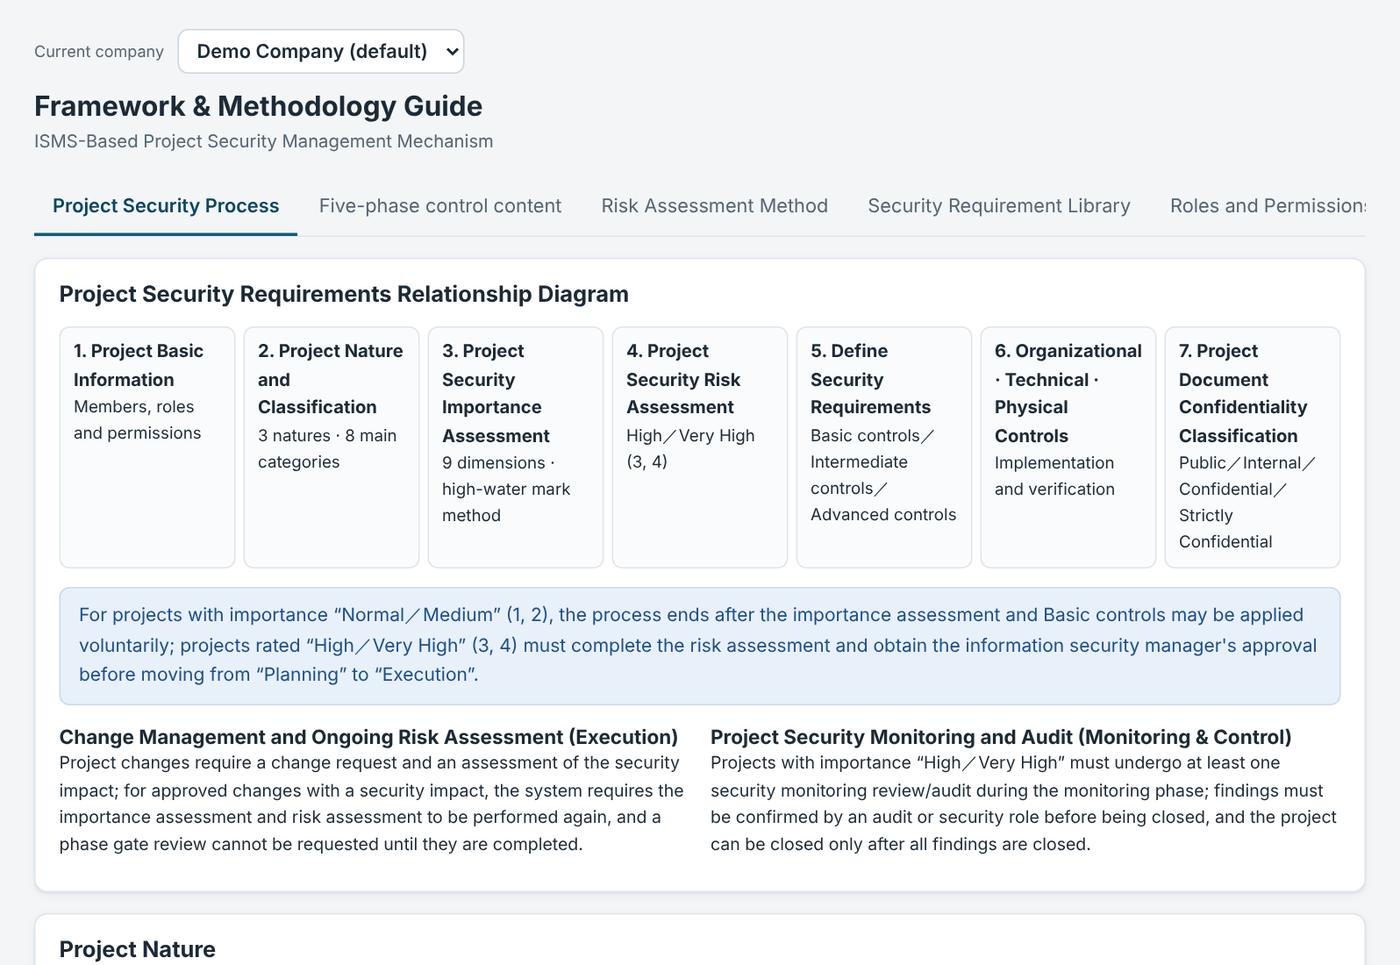 Current company
Demo Company (default)
Framework & Methodology Guide
ISMS-Based Project Security Management Mechanism
Project Security Process
Five-phase control content
Risk Assessment Method
Security Requirement Library
Roles and Permissions
Project Security Requirements Relationship Diagram
1. Project Basic
Information
Members, roles
and permissions
2. Project Nature
and
Classification
3 natures · 8 main
categories
3. Project
Security
Importance
Assessment
9 dimensions ·
high-water mark
method
4. Project
Security Risk
Assessment
High／Very High
(3, 4)
5. Define
Security
Requirements
Basic controls／
Intermediate
controls／
Advanced controls
6. Organizational
· Technical ·
Physical
Controls
Implementation
and verification
7. Project
Document
Confidentiality
Classification
Public／Internal／
Confidential／
Strictly
Confidential
For projects with importance “Normal／Medium” (1, 2), the process ends after the importance assessment and Basic controls may be applied
voluntarily; projects rated “High／Very High” (3, 4) must complete the risk assessment and obtain the information security manager's approval
before moving from “Planning” to “Execution”.
Change Management and Ongoing Risk Assessment (Execution)
Project changes require a change request and an assessment of the security
impact; for approved changes with a security impact, the system requires the
importance assessment and risk assessment to be performed again, and a
phase gate review cannot be requested until they are completed.
Project Security Monitoring and Audit (Monitoring & Control)
Projects with importance “High／Very High” must undergo at least one
security monitoring review/audit during the monitoring phase; findings must
be confirmed by an audit or security role before being closed, and the project
can be closed only after all findings are closed.
Project Nature